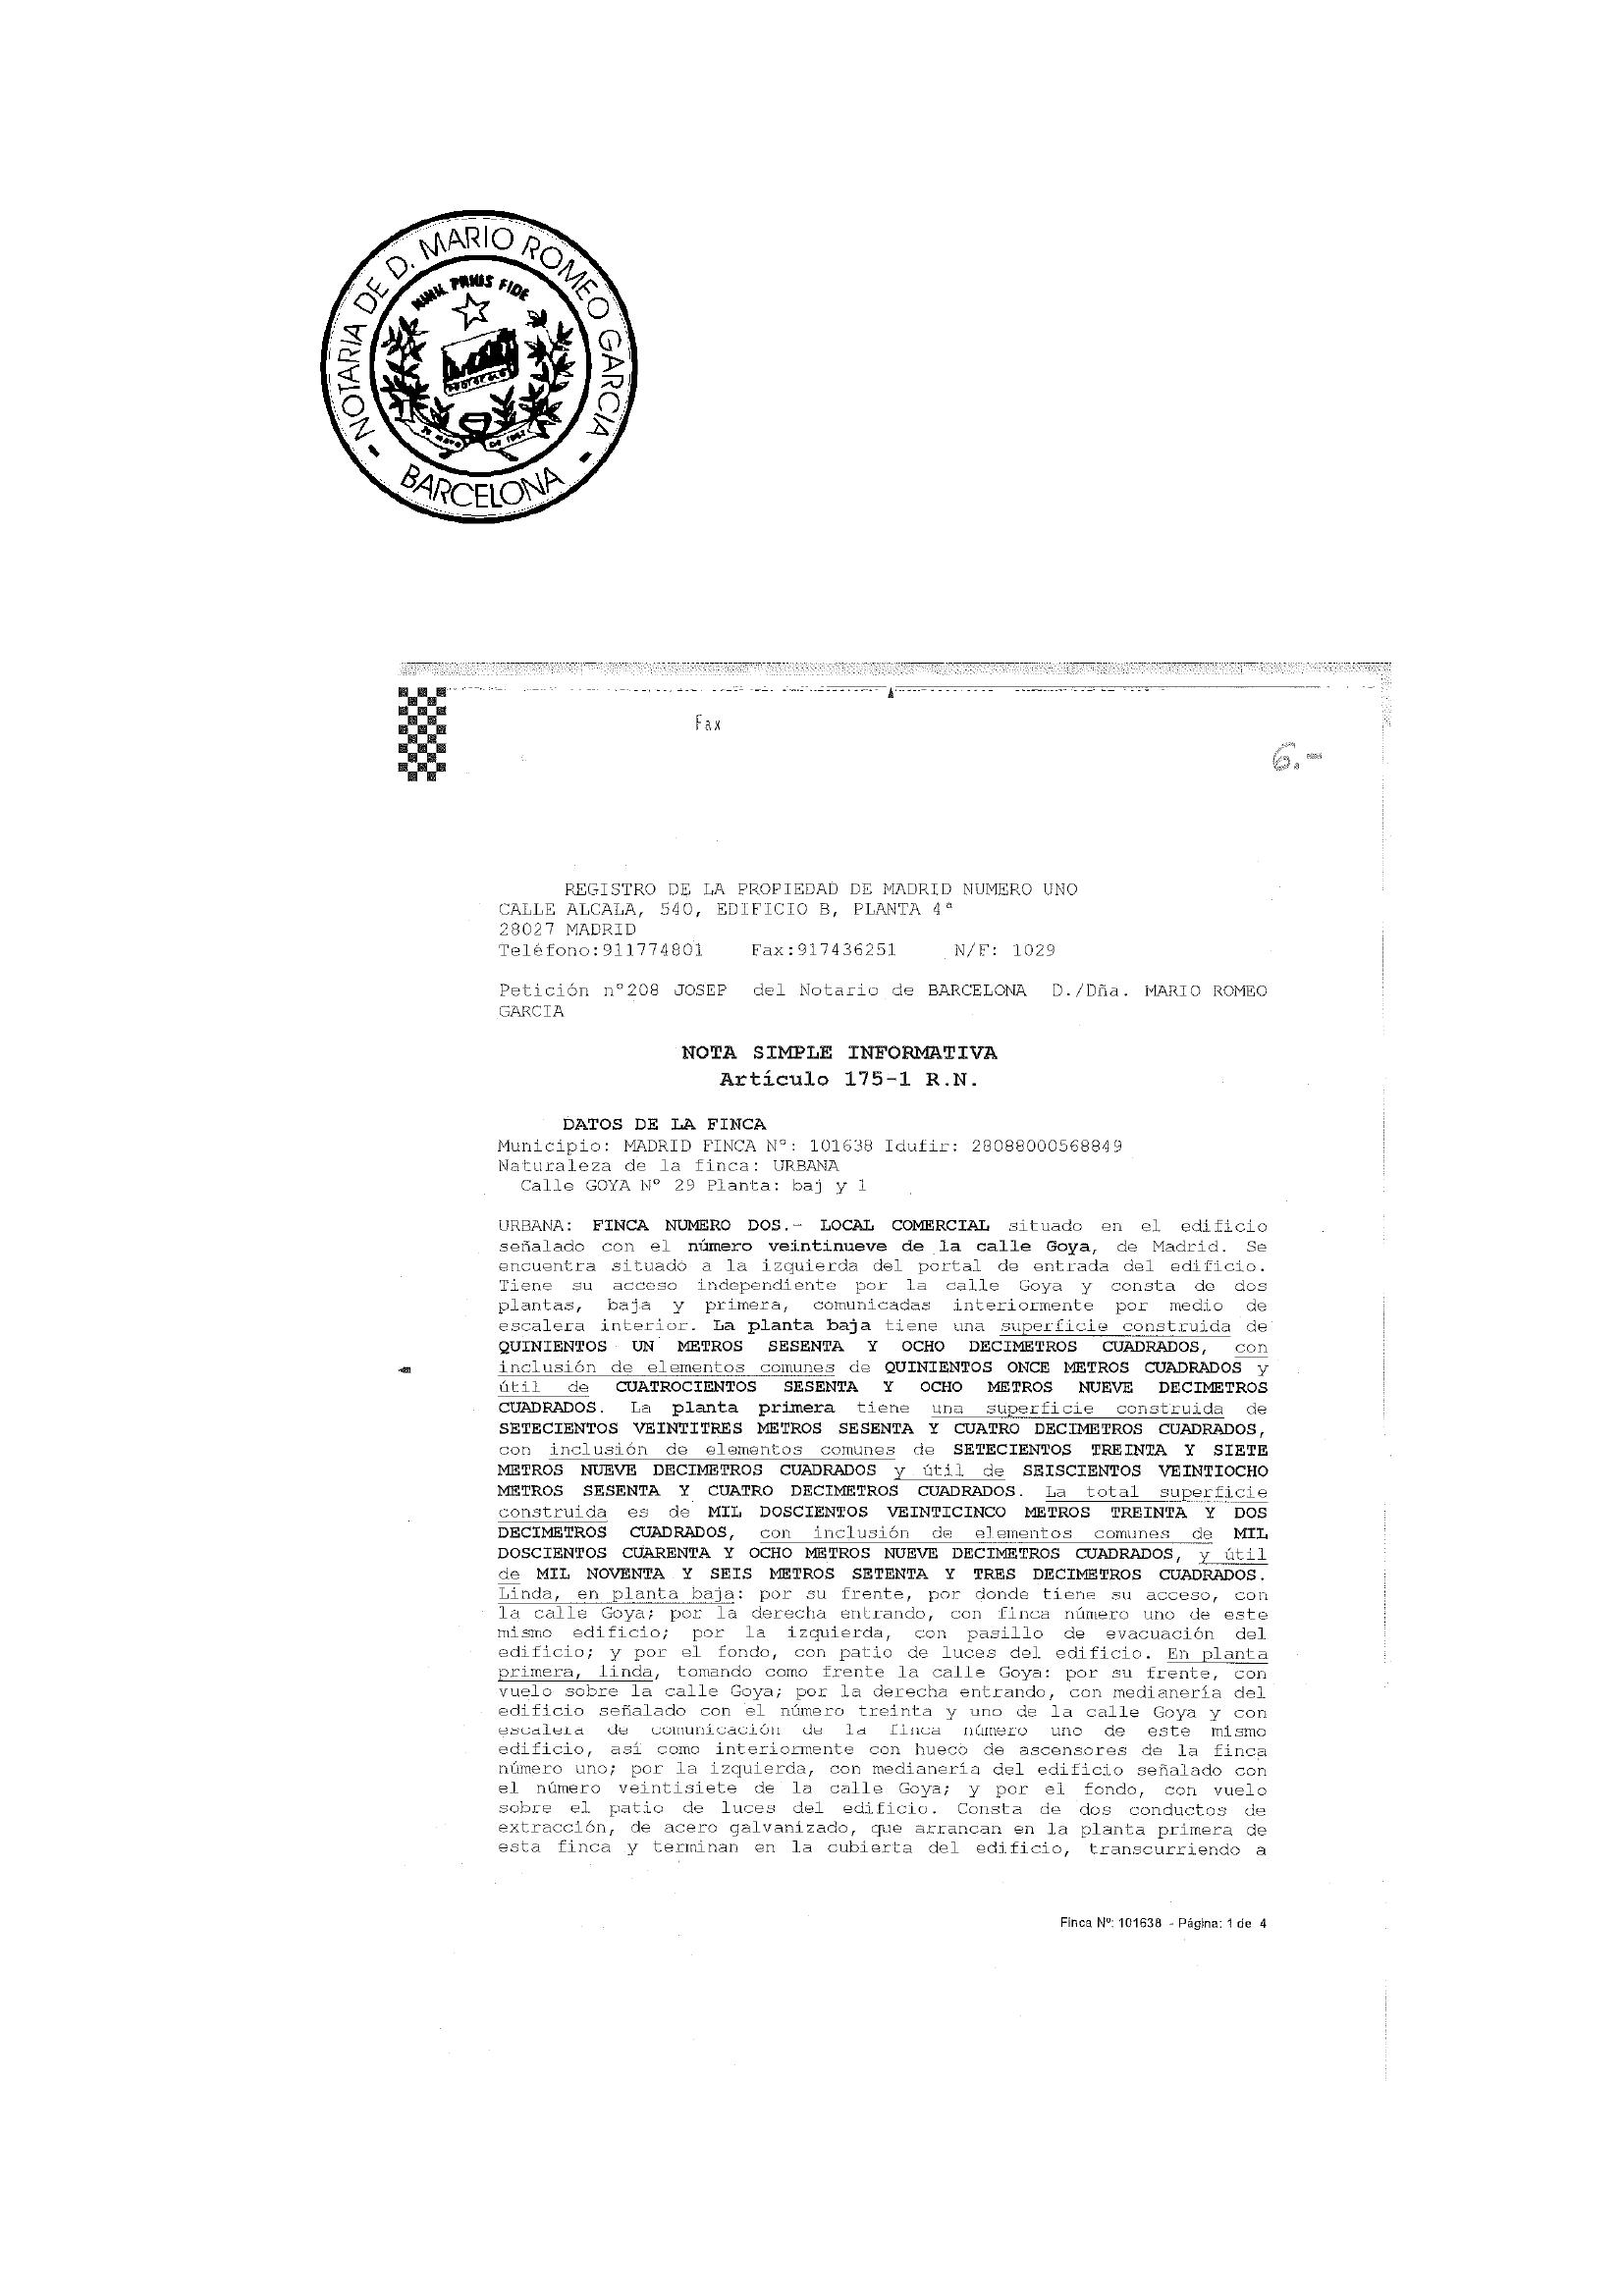 NOTARIA DE D. MARIO ROMEO GARCIA
BARCELONA
NIHIL PRIUS FIDE
Fax
6.-
REGISTRO DE LA PROPIEDAD DE MADRID NUMERO UNO
CALLE ALCALA, 540, EDIFICIO B, PLANTA 4ª
28027 MADRID
Teléfono:911774801 Fax:917436251 N/F: 1029
Petición nº208 JOSEP del Notario de BARCELONA D./Dña. MARIO ROMEO
GARCIA
NOTA SIMPLE INFORMATIVA
Artículo 175-1 R.N.
DATOS DE LA FINCA
Municipio: MADRID FINCA Nº: 101638 Idufir: 28088000568849
Naturaleza de la finca: URBANA
Calle GOYA Nº 29 Planta: baj y 1
URBANA: FINCA NUMERO DOS.- LOCAL COMERCIAL situado en el edificio
señalado con el número veintinueve de la calle Goya, de Madrid. Se
encuentra situado a la izquierda del portal de entrada del edificio.
Tiene su acceso independiente por la calle Goya y consta de dos
plantas, baja y primera, comunicadas interiormente por medio de
escalera interior. La planta baja tiene una superficie construida de
QUINIENTOS UN METROS SESENTA Y OCHO DECIMETROS CUADRADOS, con
inclusión de elementos comunes de QUINIENTOS ONCE METROS CUADRADOS y
útil de CUATROCIENTOS SESENTA Y OCHO METROS NUEVE DECIMETROS
CUADRADOS. La planta primera tiene una superficie construida de
SETECIENTOS VEINTITRES METROS SESENTA Y CUATRO DECIMETROS CUADRADOS,
con inclusión de elementos comunes de SETECIENTOS TREINTA Y SIETE
METROS NUEVE DECIMETROS CUADRADOS y útil de SEISCIENTOS VEINTIOCHO
METROS SESENTA Y CUATRO DECIMETROS CUADRADOS. La total superficie
construida es de MIL DOSCIENTOS VEINTICINCO METROS TREINTA Y DOS
DECIMETROS CUADRADOS, con inclusión de elementos comunes de MIL
DOSCIENTOS CUARENTA Y OCHO METROS NUEVE DECIMETROS CUADRADOS, y útil
de MIL NOVENTA Y SEIS METROS SETENTA Y TRES DECIMETROS CUADRADOS.
Linda, en planta baja: por su frente, por donde tiene su acceso, con
la calle Goya; por la derecha entrando, con finca número uno de este
mismo edificio; por la izquierda, con pasillo de evacuación del
edificio; y por el fondo, con patio de luces del edificio. En planta
primera, linda, tomando como frente la calle Goya: por su frente, con
vuelo sobre la calle Goya; por la derecha entrando, con medianería del
edificio señalado con el número treinta y uno de la calle Goya y con
escalera de comunicación de la finca número uno de este mismo
edificio, así como interiormente con hueco de ascensores de la finca
número uno; por la izquierda, con medianería del edificio señalado con
el número veintisiete de la calle Goya; y por el fondo, con vuelo
sobre el patio de luces del edificio. Consta de dos conductos de
extracción, de acero galvanizado, que arrancan en la planta primera de
esta finca y terminan en la cubierta del edificio, transcurriendo a
Finca Nº: 101638 - Página: 1 de 4